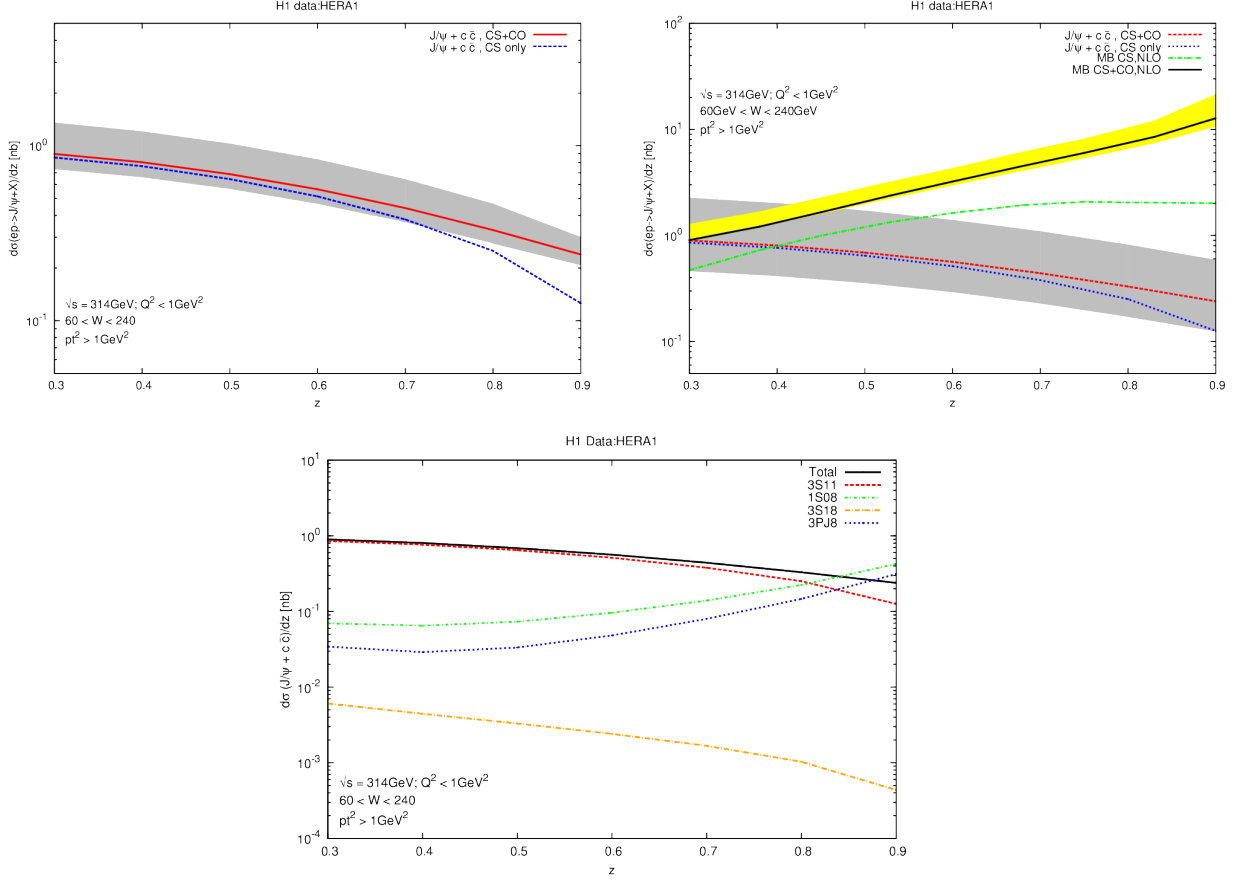 H1 data:HERA1
J/ψ + c c̄ , CS+CO
J/ψ + c c̄ , CS only
dσ(ep->J/ψ+X)/dz [nb]
10⁰
10⁻¹
√s = 314GeV; Q² < 1GeV²
60 < W < 240
pt² > 1GeV²
0.3 0.4 0.5 0.6 0.7 0.8 0.9
z
H1 data:HERA1
J/ψ + c c̄ , CS+CO
J/ψ + c c̄ , CS only
MB CS,NLO
MB CS+CO,NLO
√s = 314GeV; Q² < 1GeV²
60GeV < W < 240GeV
pt² > 1GeV²
dσ(ep->J/ψ+X)/dz [nb]
10³
10²
10¹
10⁰
10⁻¹
0.3 0.4 0.5 0.6 0.7 0.8 0.9
z
H1 Data:HERA1
Total
3S11
1S08
3S18
3PJ8
dσ (J/ψ + c c̄)/dz [nb]
10¹
10⁰
10⁻¹
10⁻²
10⁻³
10⁻⁴
√s = 314GeV; Q² < 1GeV²
60 < W < 240
pt² > 1GeV²
0.3 0.4 0.5 0.6 0.7 0.8 0.9
z